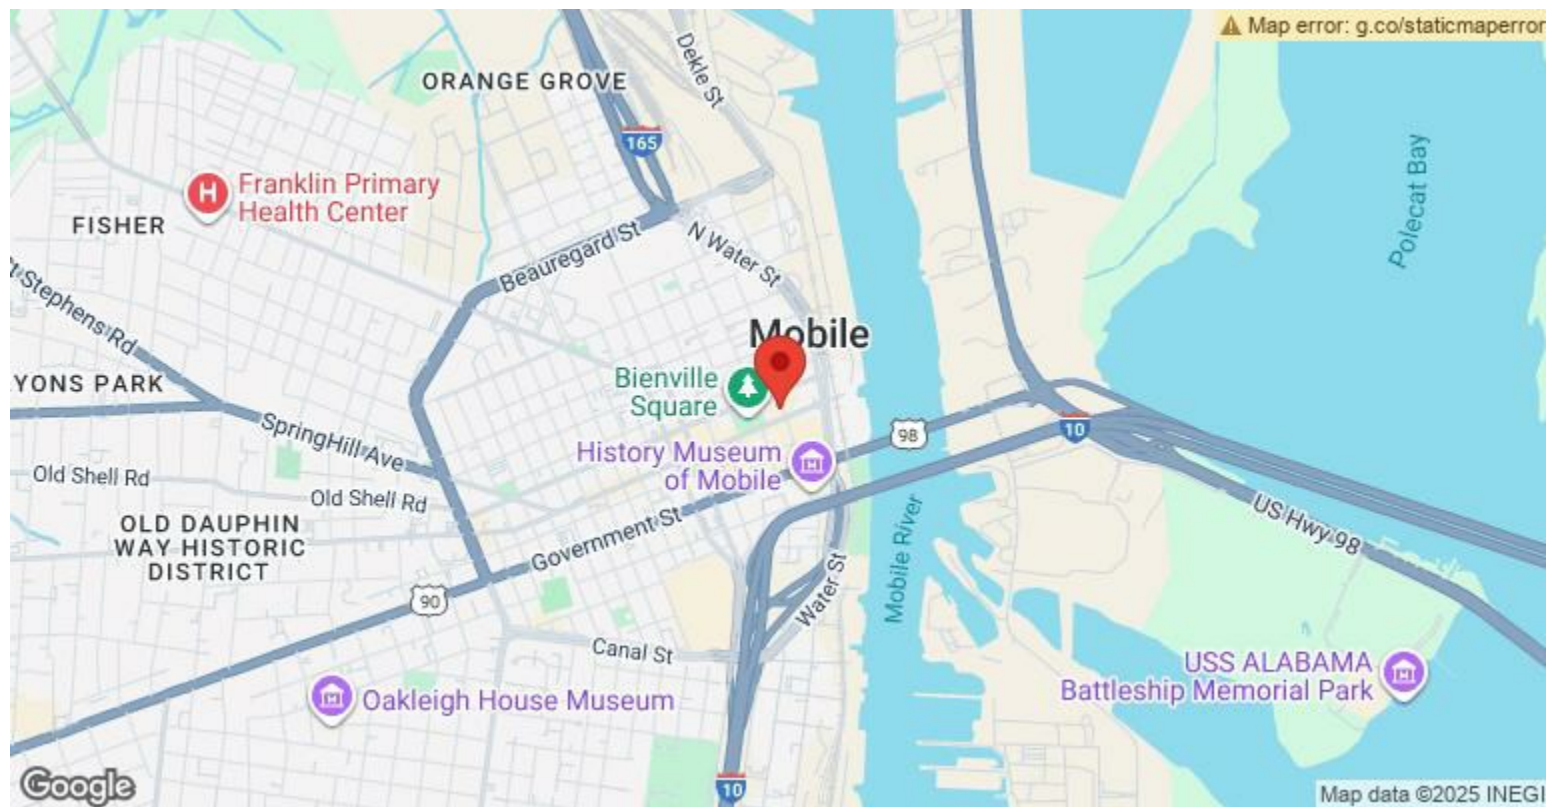 Map error: g.co/staticmaperror
ORANGE GROVE
Dekle St
165
Polecat Bay
Franklin Primary
Health Center
FISHER
Beauregard St
N Water St
St Stephens Rd
Mobile
Bienville
Square
YONS PARK
SpringHill Ave
98
10
History Museum
of Mobile
Old Shell Rd
Old Shell Rd
OLD DAUPHIN
WAY HISTORIC
DISTRICT
Government St
Mobile River
US Hwy 98
90
Water St
Canal St
USS ALABAMA
Battleship Memorial Park
Oakleigh House Museum
10
Google
Map data ©2025 INEGI